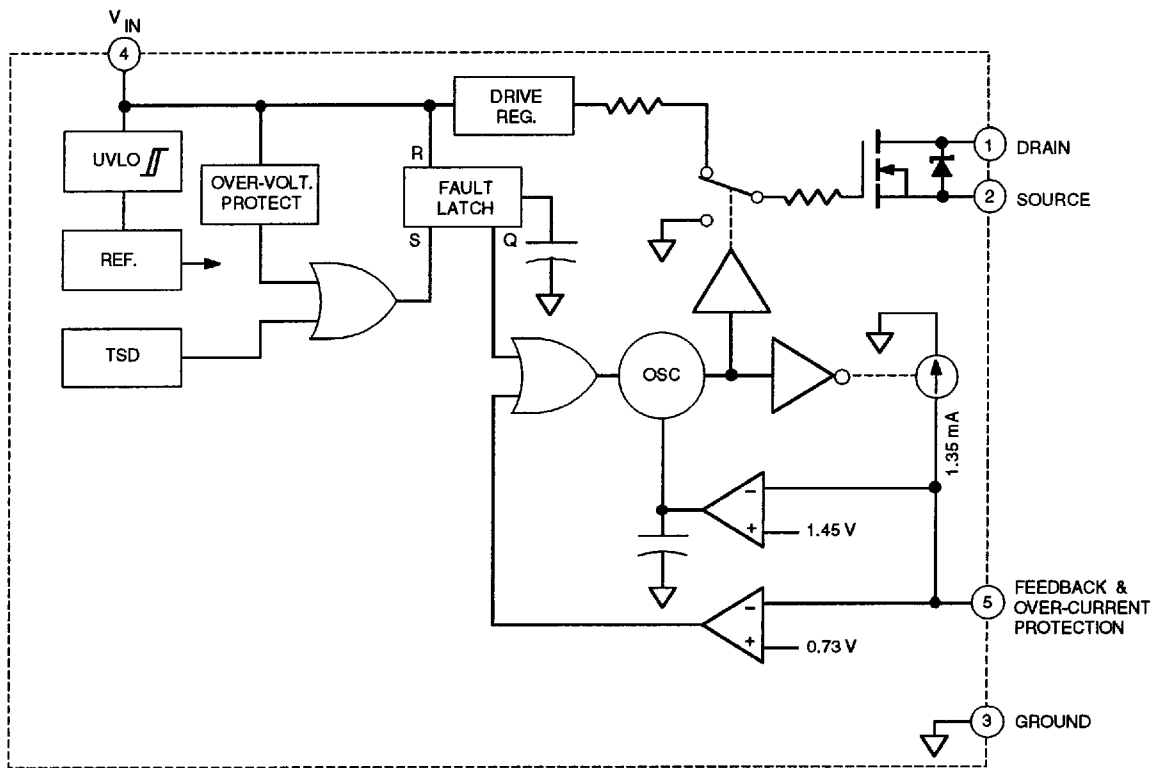 V IN
4
DRIVE
REG.
1
DRAIN
UVLO
OVER-VOLT.
PROTECT
R
FAULT
LATCH
2
SOURCE
S
Q
REF.
TSD
OSC
1.35 mA
−
+
1.45 V
−
+
0.73 V
5
FEEDBACK &
OVER-CURRENT
PROTECTION
3
GROUND